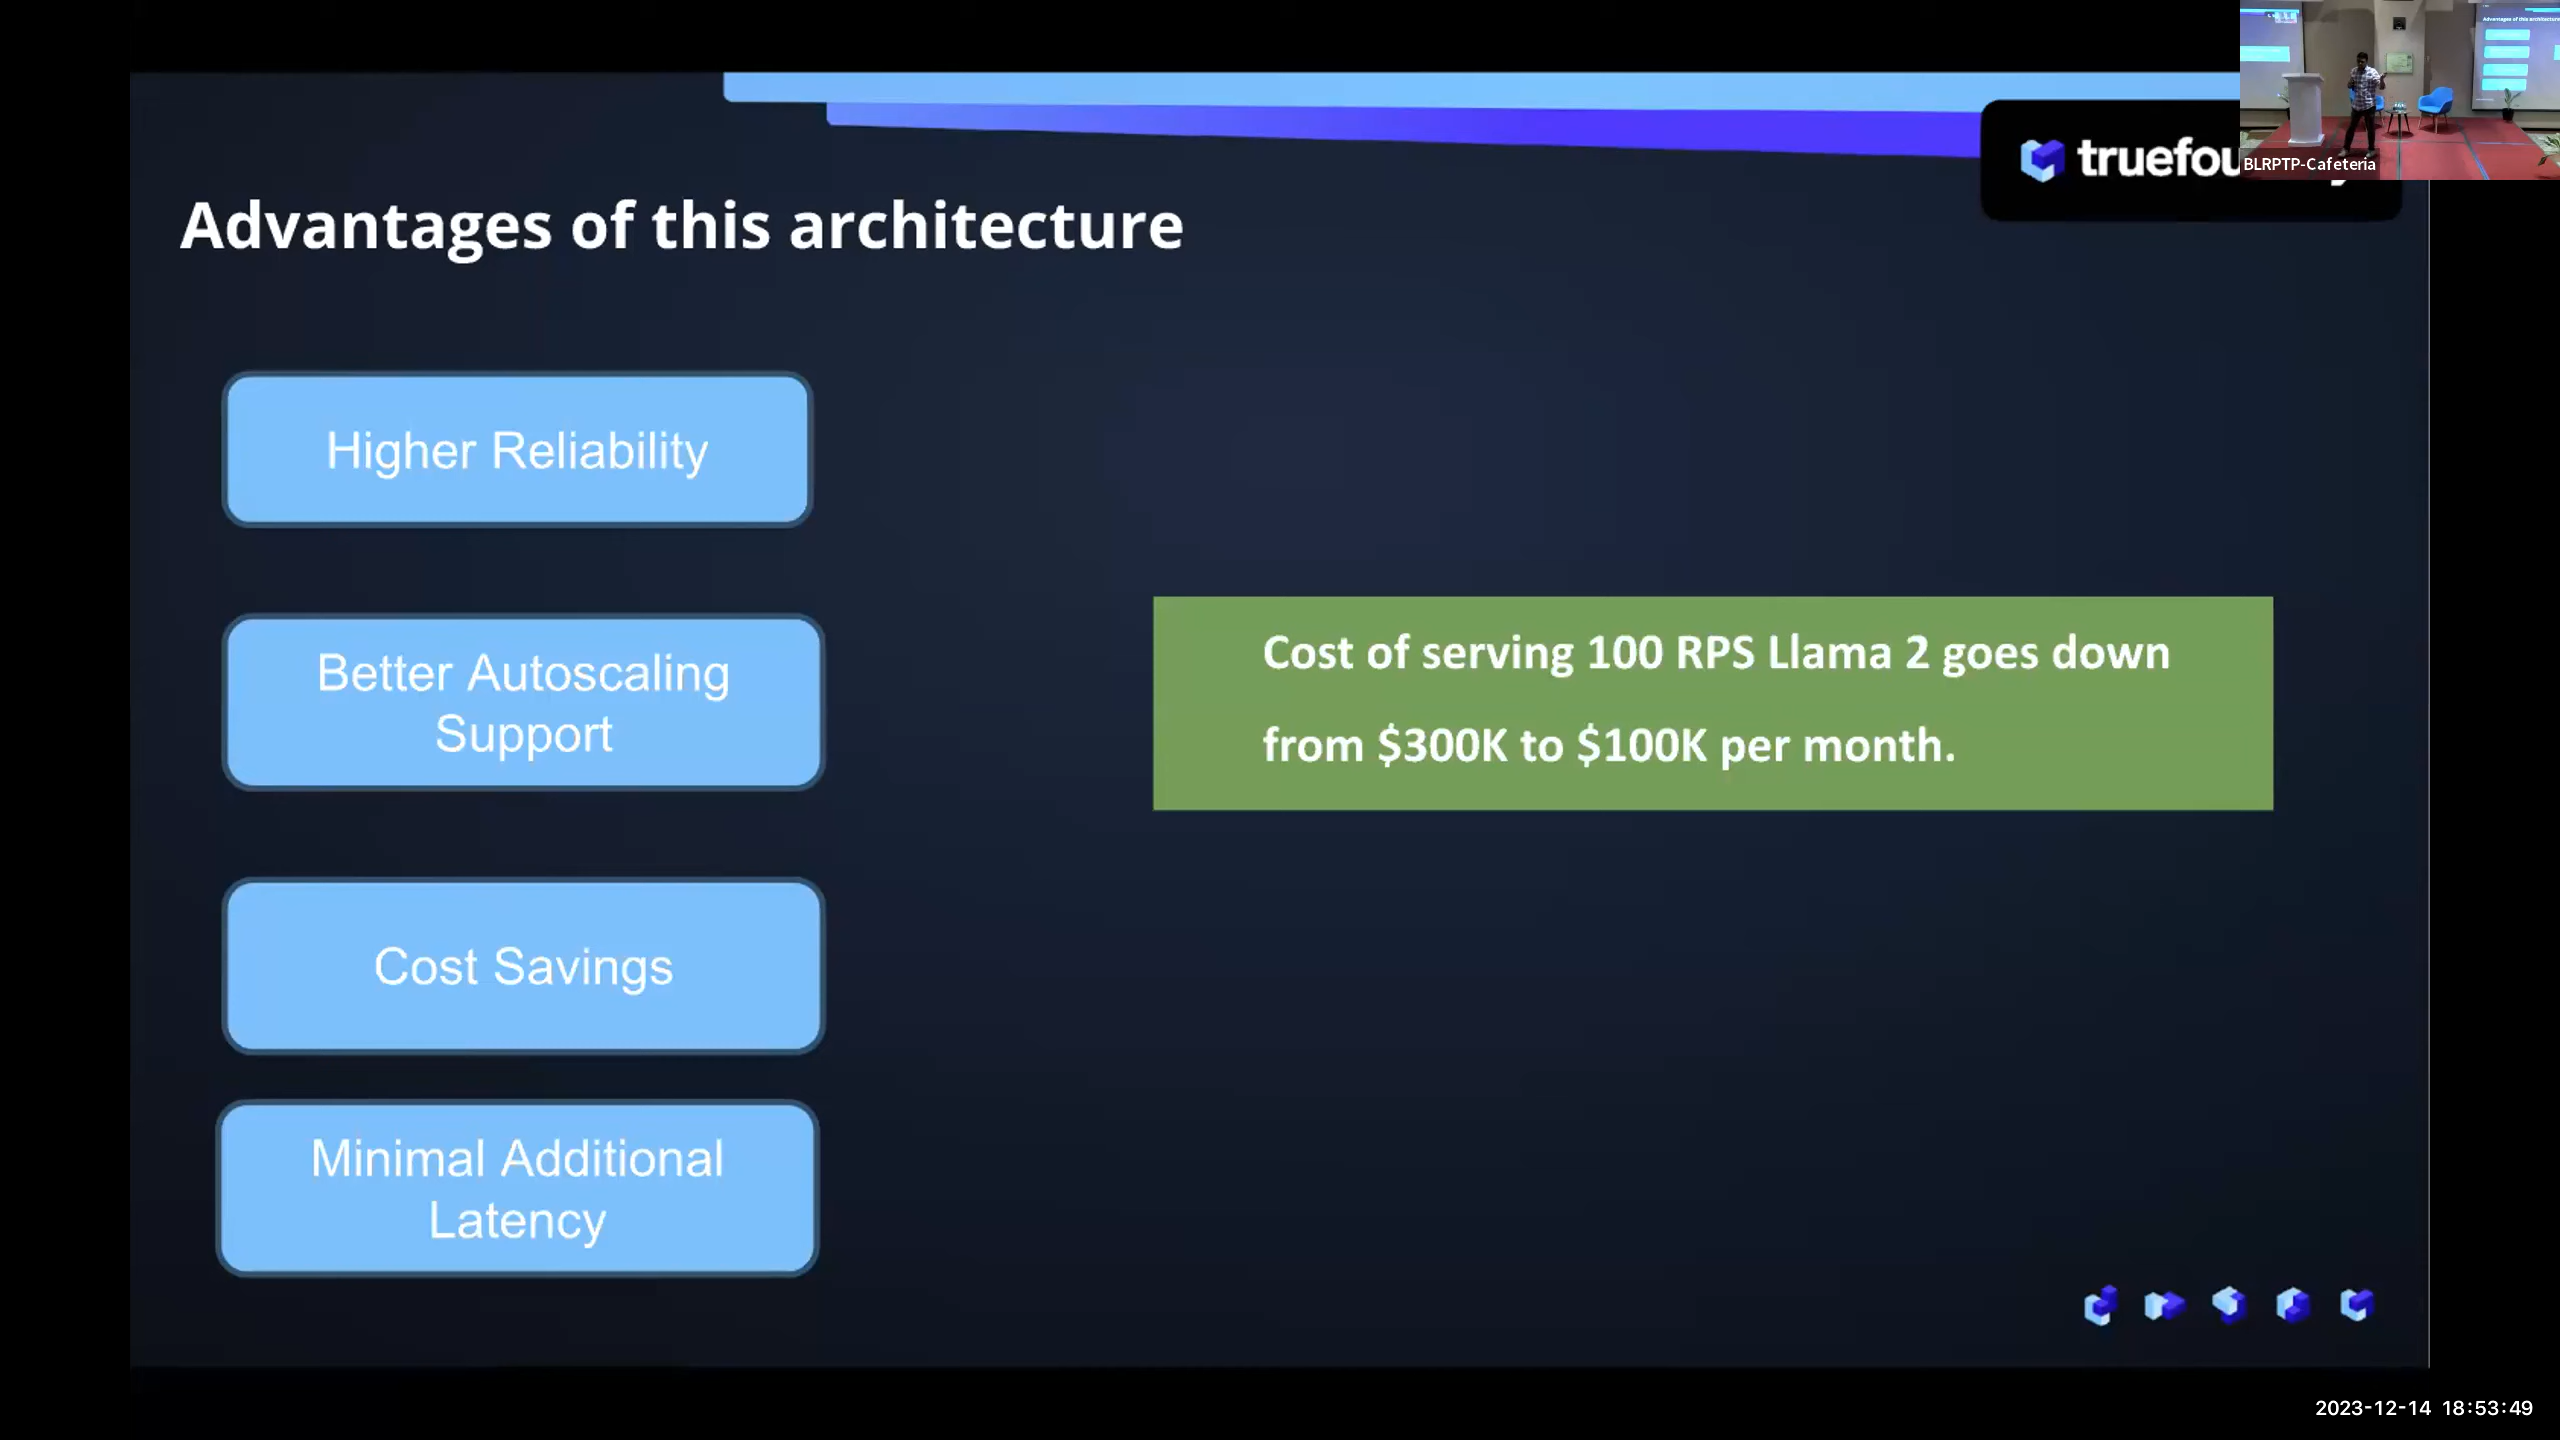 truefou
BLRPTP-Cafeteria
Advantages of this architecture
Higher Reliability
Better Autoscaling
Support
Cost Savings
Minimal Additional
Latency
Cost of serving 100 RPS Llama 2 goes down
from $300K to $100K per month.
2023-12-14 18:53:49